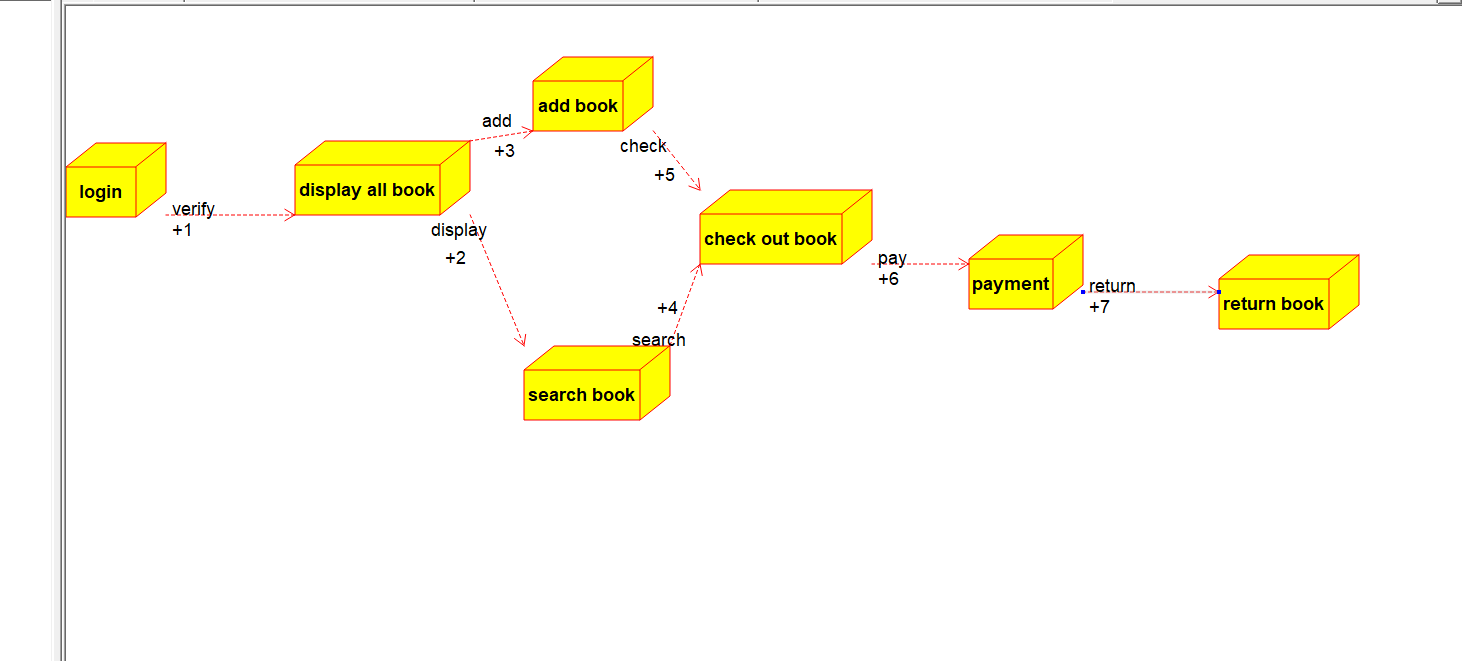 add book
add
+3
check
+5
login
display all book
verify
+1
display
+2
check out book
pay
+6
payment
return
+7
return book
+4
search
search book